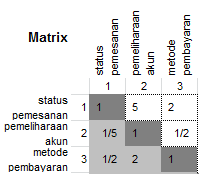 Matrix
status pemesanan
pemeliharaan akun
metode pembayaran
1 2 3
status pemesanan 1 1 5 2
pemeliharaan akun 2 1/5 1 1/2
metode pembayaran 3 1/2 2 1